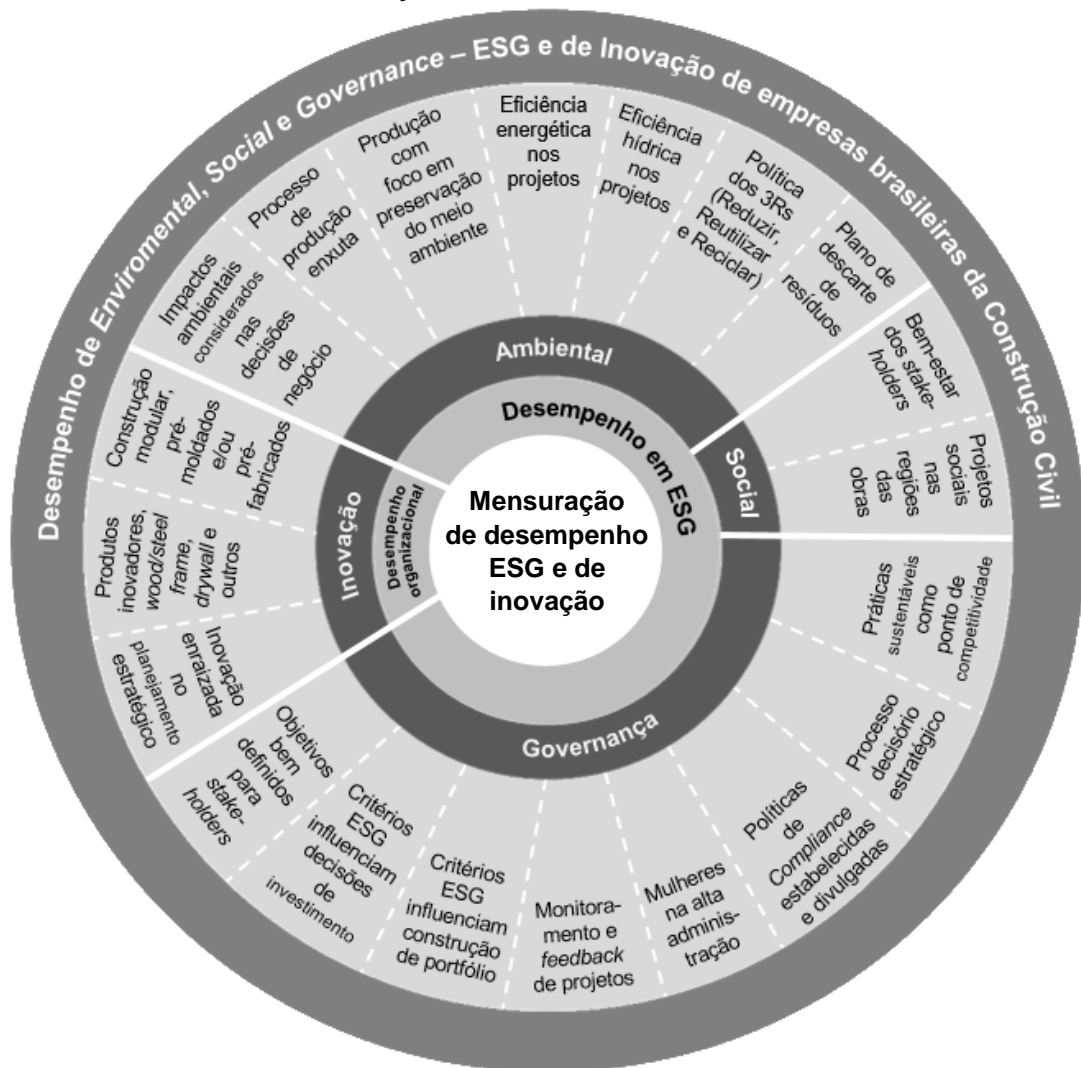 Desempenho de Enviromental, Social e Governance – ESG e de Inovação de empresas brasileiras da Construção Civil
Mensuração
de desempenho
ESG e de
inovação
Desempenho em ESG
Desempenho
organizacional
Ambiental
Impactos
ambientais
considerados
nas
decisões
de
negócio
Processo
de
produção
enxuta
Produção
com
foco em
preservação
do meio
ambiente
Eficiência
energética
nos
projetos
Eficiência
hídrica
nos
projetos
Política
dos 3Rs
(Reduzir,
Reutilizar
e Reciclar)
Plano de
descarte
de
resíduos
Social
Bem-estar
dos stake-
holders
Projetos
sociais
nas
regiões
das
obras
Governança
Práticas
sustentáveis
como
ponto de
competitividade
Processo
decisório
estratégico
Políticas
de
Compliance
estabelecidas
e divulgadas
Mulheres
na alta
adminis-
tração
Monitora-
mento e
feedback
de projetos
Critérios
ESG
influenciam
construção
de portfólio
Critérios
ESG
influenciam
decisões
de
investimento
Objetivos
bem
definidos
para
stake-
holders
Inovação
Inovação
enraizada
no
planejamento
estratégico
Produtos
inovadores,
wood/steel
frame,
drywall e
outros
Construção
modular,
pré-
moldados
e/ou
pré-
fabricados